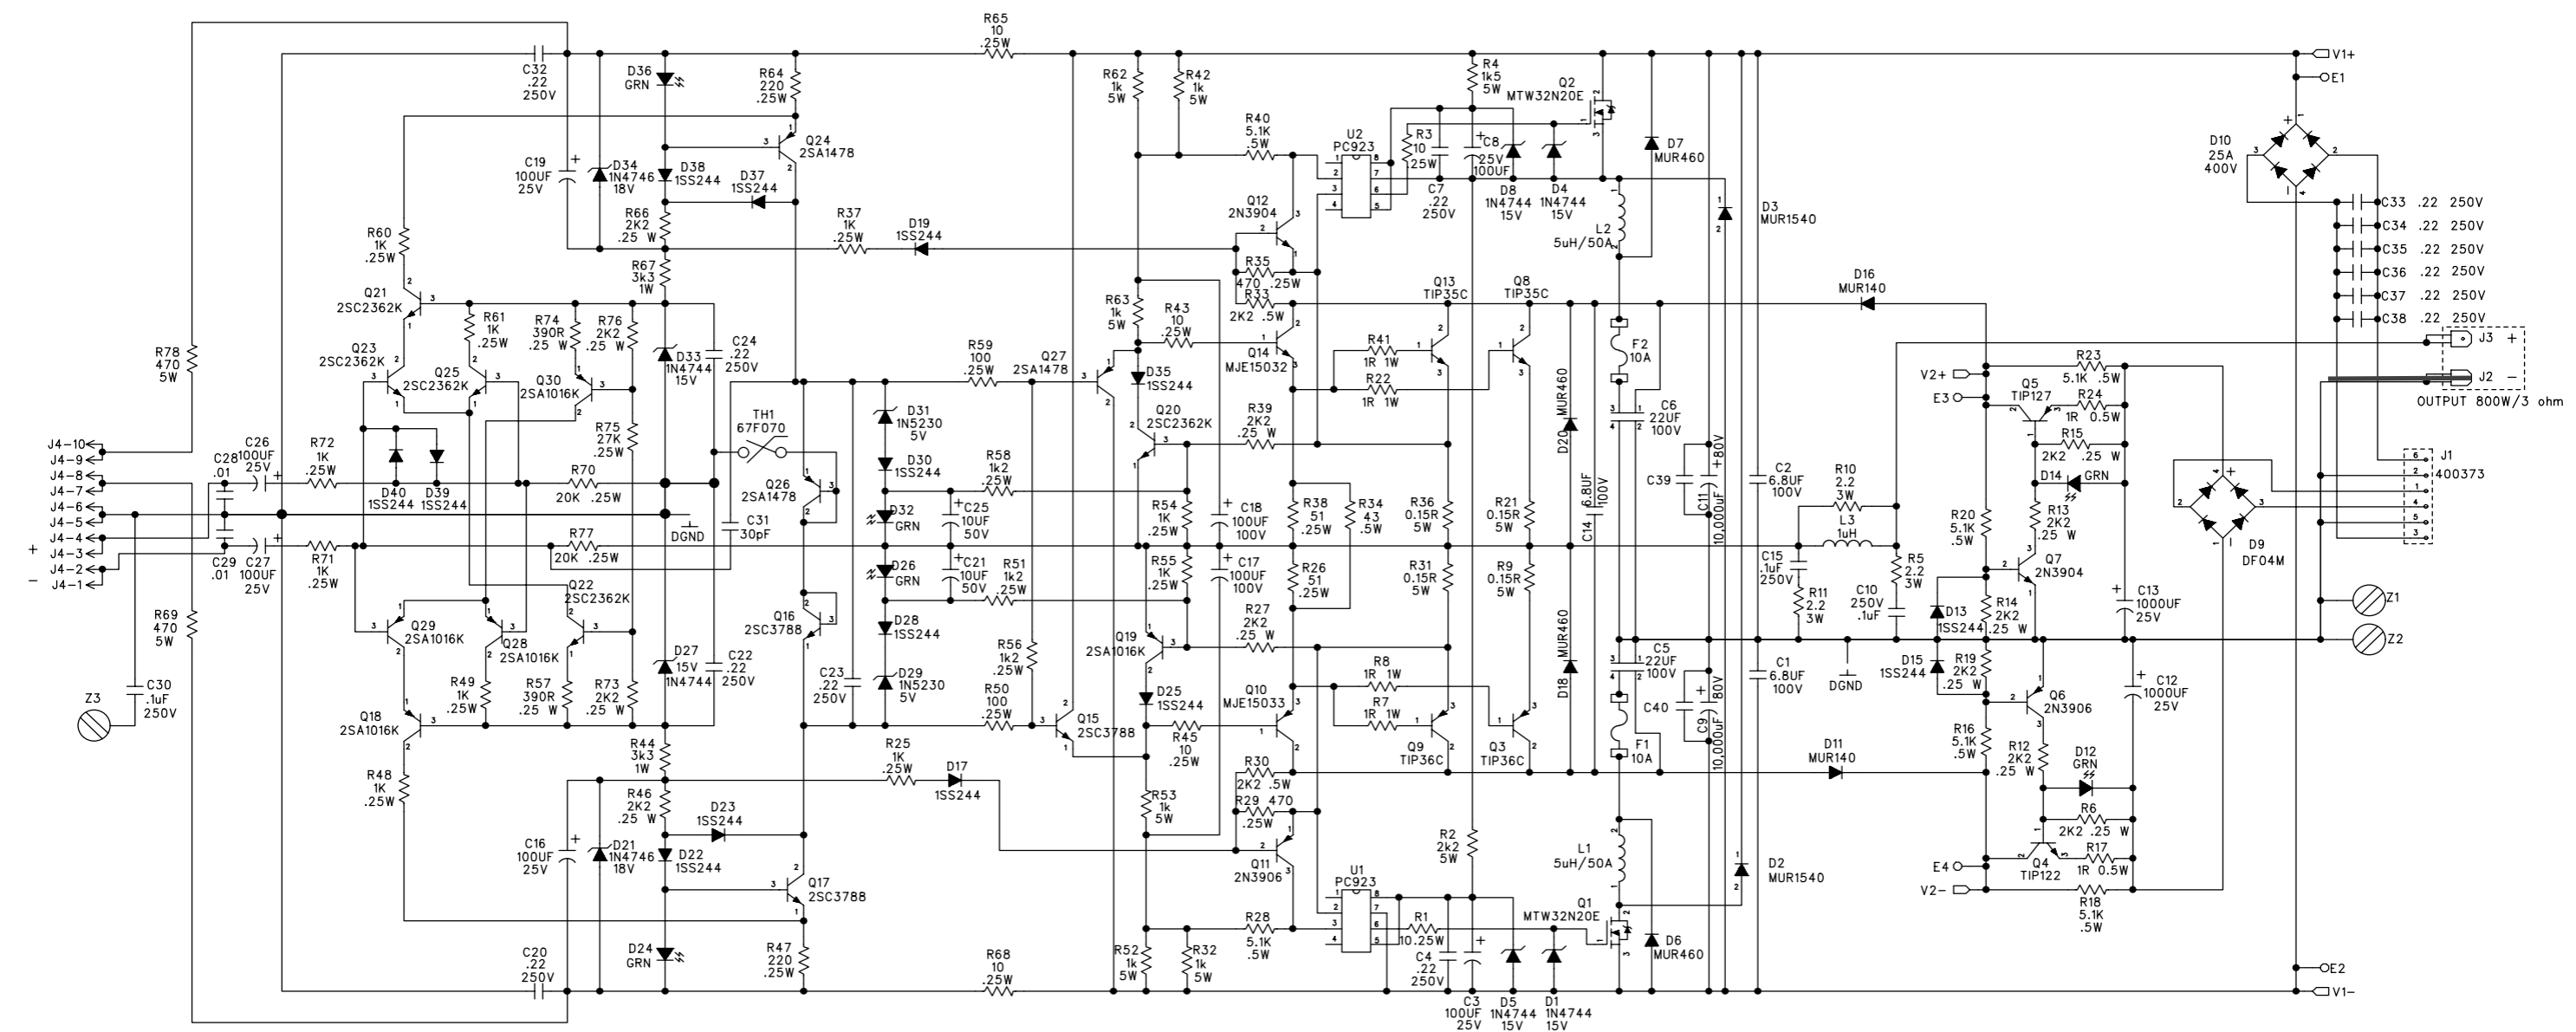 R65
10
.25W
C32
.22
250V
D36
GRN
R64
220
.25W
R62
1k
5W
R42
1k
5W
R4
1k5
5W
Q2
MTW32N20E
V1+
E1
Q24
2SA1478
R40
5.1K
.5W
U2
PC923
R3
10
.25W
C8
25V
100UF
D7
MUR460
D10
25A
400V
C19
100UF
25V
D34
1N4746
18V
D38
1SS244
D37
1SS244
C7
.22
250V
D8
1N4744
15V
D4
1N4744
15V
D3
MUR1540
C33 .22 250V
C34 .22 250V
C35 .22 250V
C36 .22 250V
C37 .22 250V
C38 .22 250V
R60
1K
.25W
R66
2K2
.25 W
R37
1K
.25W
D19
1SS244
Q12
2N3904
L2
5uH/50A
R67
3k3
1W
R35
470 .25W
R33
2K2 .5W
Q13
TIP35C
Q8
TIP35C
D16
MUR140
Q21
2SC2362K
R61
1K
.25W
R74
390R
.25 W
R76
2K2
.25W
R63
1k
5W
R43
10
.25W
R78
470
5W
Q23
2SC2362K
Q25
2SC2362K
Q30
2SA1016K
D33
1N4744
15V
C24
.22
250V
R59
100
.25W
Q27
2SA1478
D35
1SS244
Q14
MJE15032
R41
1R 1W
R22
1R 1W
F2
10A
J3 +
J2 -
OUTPUT 800W/3 ohm
V2+
E3
R23
5.1K .5W
Q5
TIP127
R24
1R 0.5W
R15
2K2 .25 W
TH1
67F070
D31
1N5230
5V
Q20
2SC2362K
R39
2K2
.25 W
D20 MUR460
C6
22UF
100V
J4-10
J4-9
J4-8
J4-7
J4-6
J4-5
J4-4
J4-3
J4-2
J4-1
+
-
C28
.01
C26
100UF
25V
R72
1K
.25W
D40
1SS244
D39
1SS244
R70
20K .25W
R75
27K
.25W
Q26
2SA1478
D30
1SS244
R58
1k2
.25W
D14 GRN
J1
400373
6
2
1
4
5
3
C29
.01
C27
100UF
25V
R71
1K
.25W
R77
20K .25W
DGND
C31
30pF
D32
GRN
C25
10UF
50V
R54
1K
.25W
C18
100UF
100V
R38
51
.25W
R34
43
.5W
R36
0.15R
5W
R21
0.15R
5W
C14 6.8UF
100V
C39
C11 +80V
10,000uF
C2
6.8UF
100V
R10
2.2
3W
L3
1uH
R20
5.1K
.5W
R13
2K2
.25 W
Q7
2N3904
D9
DF04M
D26
GRN
C21
10UF
50V
R51
1k2
.25W
R55
1K
.25W
C17
100UF
100V
R26
51
.25W
R31
0.15R
5W
R9
0.15R
5W
C15
.1uF
250V
R11
2.2
3W
C10
250V
.1uF
R5
2.2
3W
D13
1SS244
R14
2K2
.25 W
C13
1000UF
25V
Z1
Z2
R69
470
5W
Q29
2SA1016K
Q28
2SA1016K
Q22
2SC2362K
Q16
2SC3788
D28
1SS244
R56
1k2
.25W
Q19
2SA1016K
R27
2K2
.25 W
D18 MUR460
C5
22UF
100V
C1
6.8UF
100V
DGND
D15
1SS244
R19
2K2
.25 W
Z3
C30
.1uF
250V
R49
1K
.25W
R57
390R
.25 W
R73
2K2
.25W
D27
15V
1N4744
C22
.22
250V
C23
.22
250V
D29
1N5230
5V
R50
100
.25W
D25
1SS244
Q10
MJE15033
R8
1R 1W
R7
1R 1W
C40
C9 + 80V
10,000uF
Q6
2N3906
C12
1000UF
25V
Q18
2SA1016K
Q15
2SC3788
R45
10
.25W
Q9
TIP36C
Q3
TIP36C
F1
10A
D11
MUR140
R16
5.1K
.5W
R12
2K2
.25 W
D12
GRN
R48
1K
.25W
R44
3k3
1W
R25
1K
.25W
D17
1SS244
R30
2K2 .5W
R46
2K2
.25 W
D23
1SS244
R53
1k
5W
R29 470
.25W
R6
2K2 .25 W
C16
100UF
25V
D21
1N4746
18V
D22
1SS244
Q11
2N3906
R2
2k2
5W
L1
5uH/50A
D2
MUR1540
R17
1R 0.5W
E4
V2-
Q4
TIP122
Q17
2SC3788
U1
PC923
R18
5.1K
.5W
D24
GRN
R47
220
.25W
R52
1k
5W
R32
1k
5W
R28
5.1K
.5W
R1
10 .25W
Q1
MTW32N20E
D6
MUR460
C20
.22
250V
R68
10
.25W
C4
.22
250V
E2
V1-
C3
100UF
25V
D5
1N4744
15V
D1
1N4744
15V